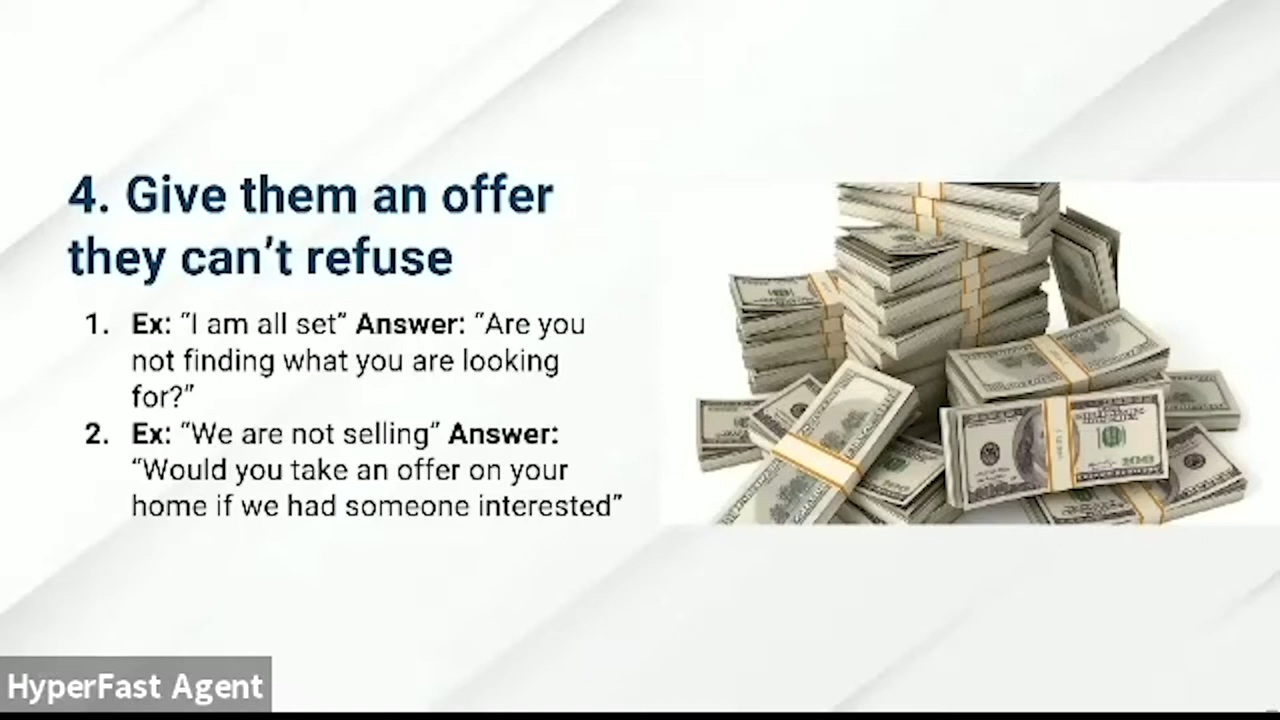 4. Give them an offer
they can’t refuse
1. Ex: “I am all set” Answer: “Are you
not finding what you are looking
for?”
2. Ex: “We are not selling” Answer:
“Would you take an offer on your
home if we had someone interested”
100
HyperFast Agent